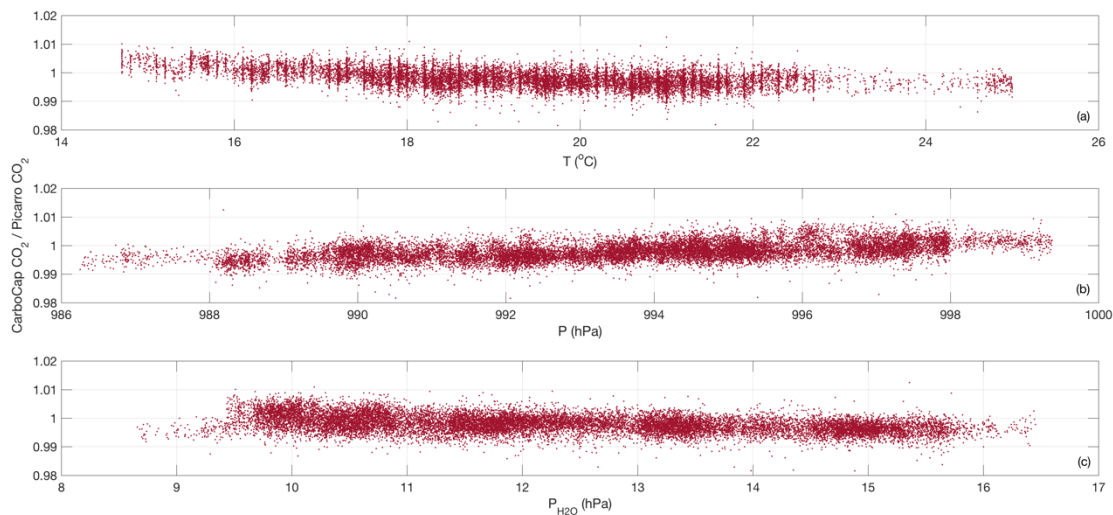 1.02
1.01
1
0.99
0.98
14 16 18 20 22 24 26
T (°C)
(a)
CarboCap CO₂ / Picarro CO₂
1.02
1.01
1
0.99
0.98
986 988 990 992 994 996 998 1000
P (hPa)
(b)
1.02
1.01
1
0.99
0.98
8 9 10 11 12 13 14 15 16 17
P_H2O (hPa)
(c)